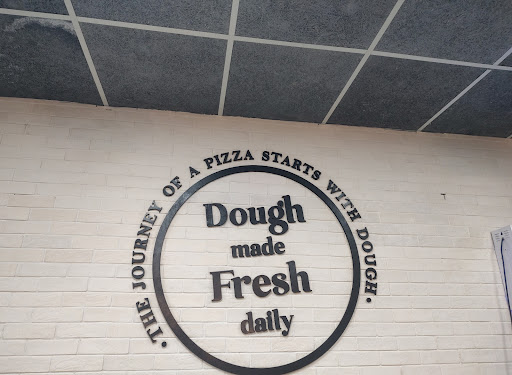 • THE JOURNEY OF A PIZZA STARTS WITH DOUGH •
Dough
made
Fresh
daily